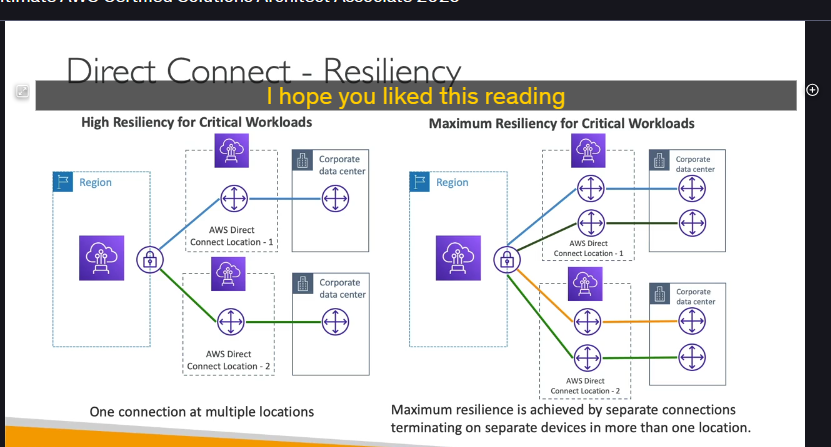 Ultimate AWS Certified Solutions Architect Associate 2025
Direct Connect - Resiliency
I hope you liked this reading
High Resiliency for Critical Workloads
Region
AWS Direct
Connect Location - 1
Corporate
data center
AWS Direct
Connect Location - 2
Corporate
data center
One connection at multiple locations
Maximum Resiliency for Critical Workloads
Region
AWS Direct
Connect Location - 1
Corporate
data center
AWS Direct
Connect Location - 2
Corporate
data center
Maximum resilience is achieved by separate connections
terminating on separate devices in more than one location.